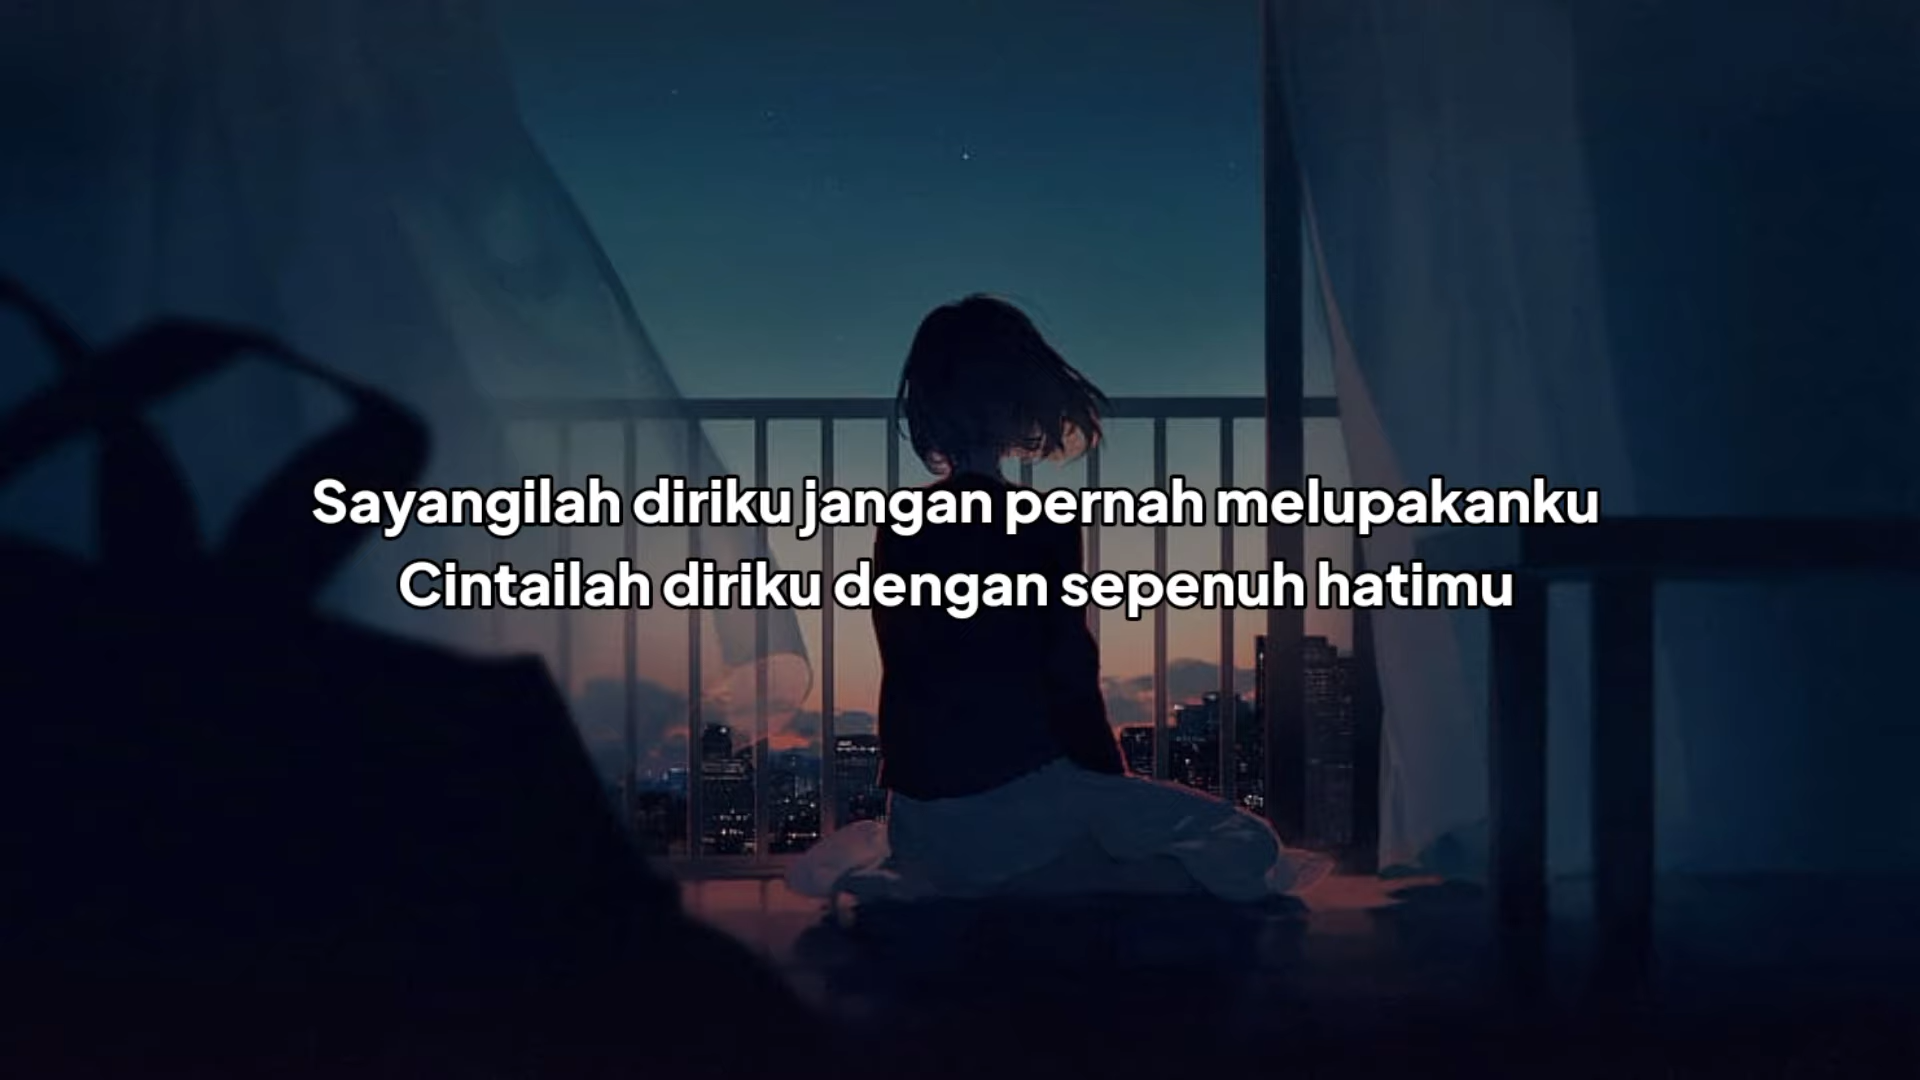 Sayangilah diriku jangan pernah melupakanku
Cintailah diriku dengan sepenuh hatimu